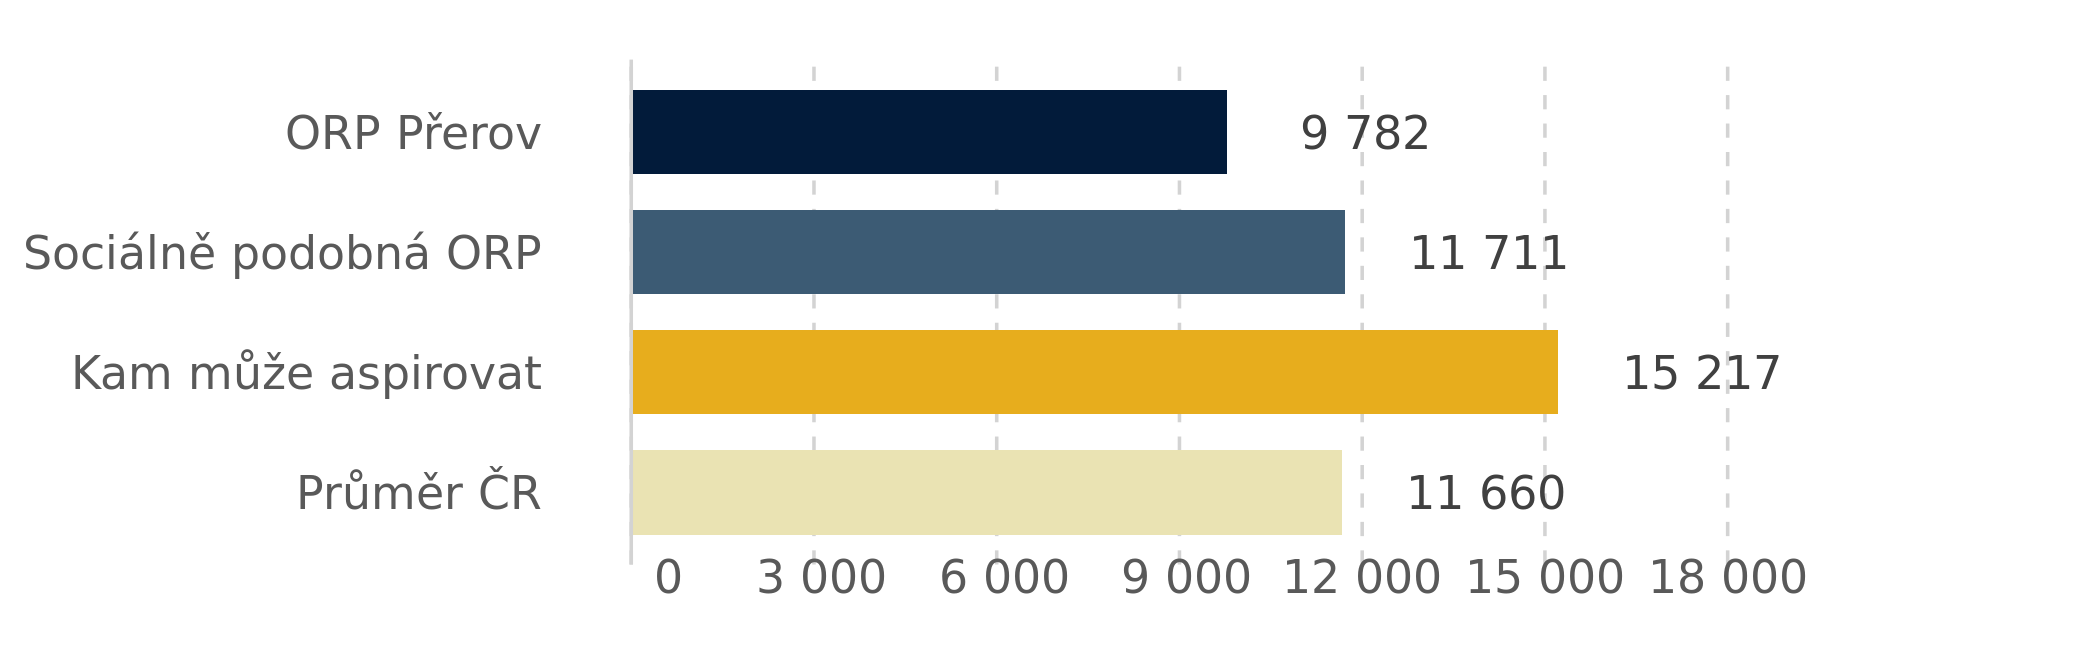 ORP Přerov 9 782
Sociálně podobná ORP 11 711
Kam může aspirovat 15 217
Průměr ČR 11 660
0 3 000 6 000 9 000 12 000 15 000 18 000